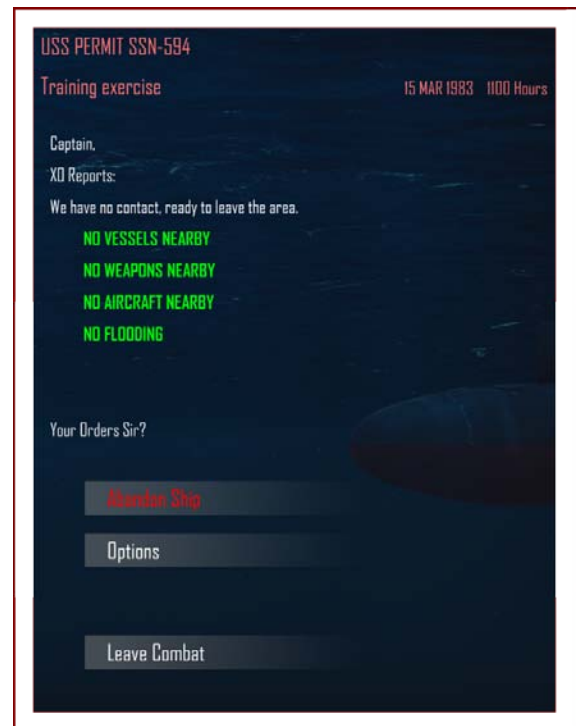 USS PERMIT SSN-594
Training exercise 15 MAR 1983 1100 Hours
Captain,
XO Reports:
We have no contact, ready to leave the area.
NO VESSELS NEARBY
NO WEAPONS NEARBY
NO AIRCRAFT NEARBY
NO FLOODING
Your Orders Sir?
Abandon Ship
Options
Leave Combat